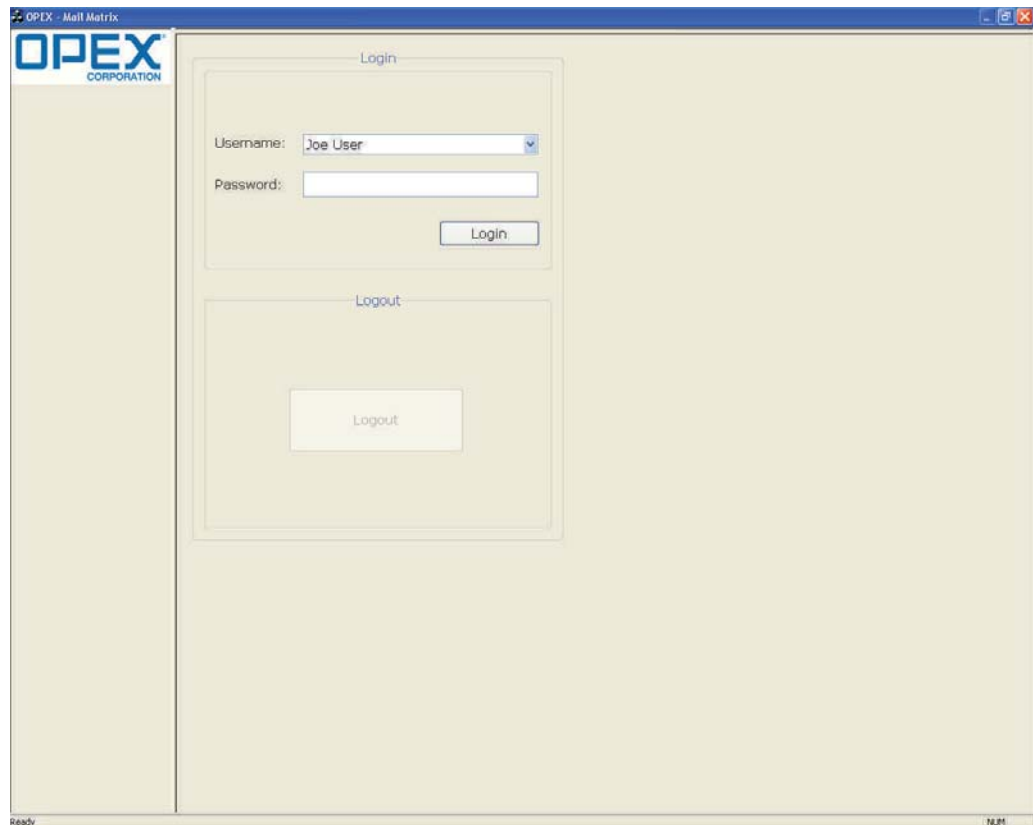 OPEX - Mail Matrix
OPEX
CORPORATION
Login
Username: Joe User
Password:
Login
Logout
Logout
Ready NUM